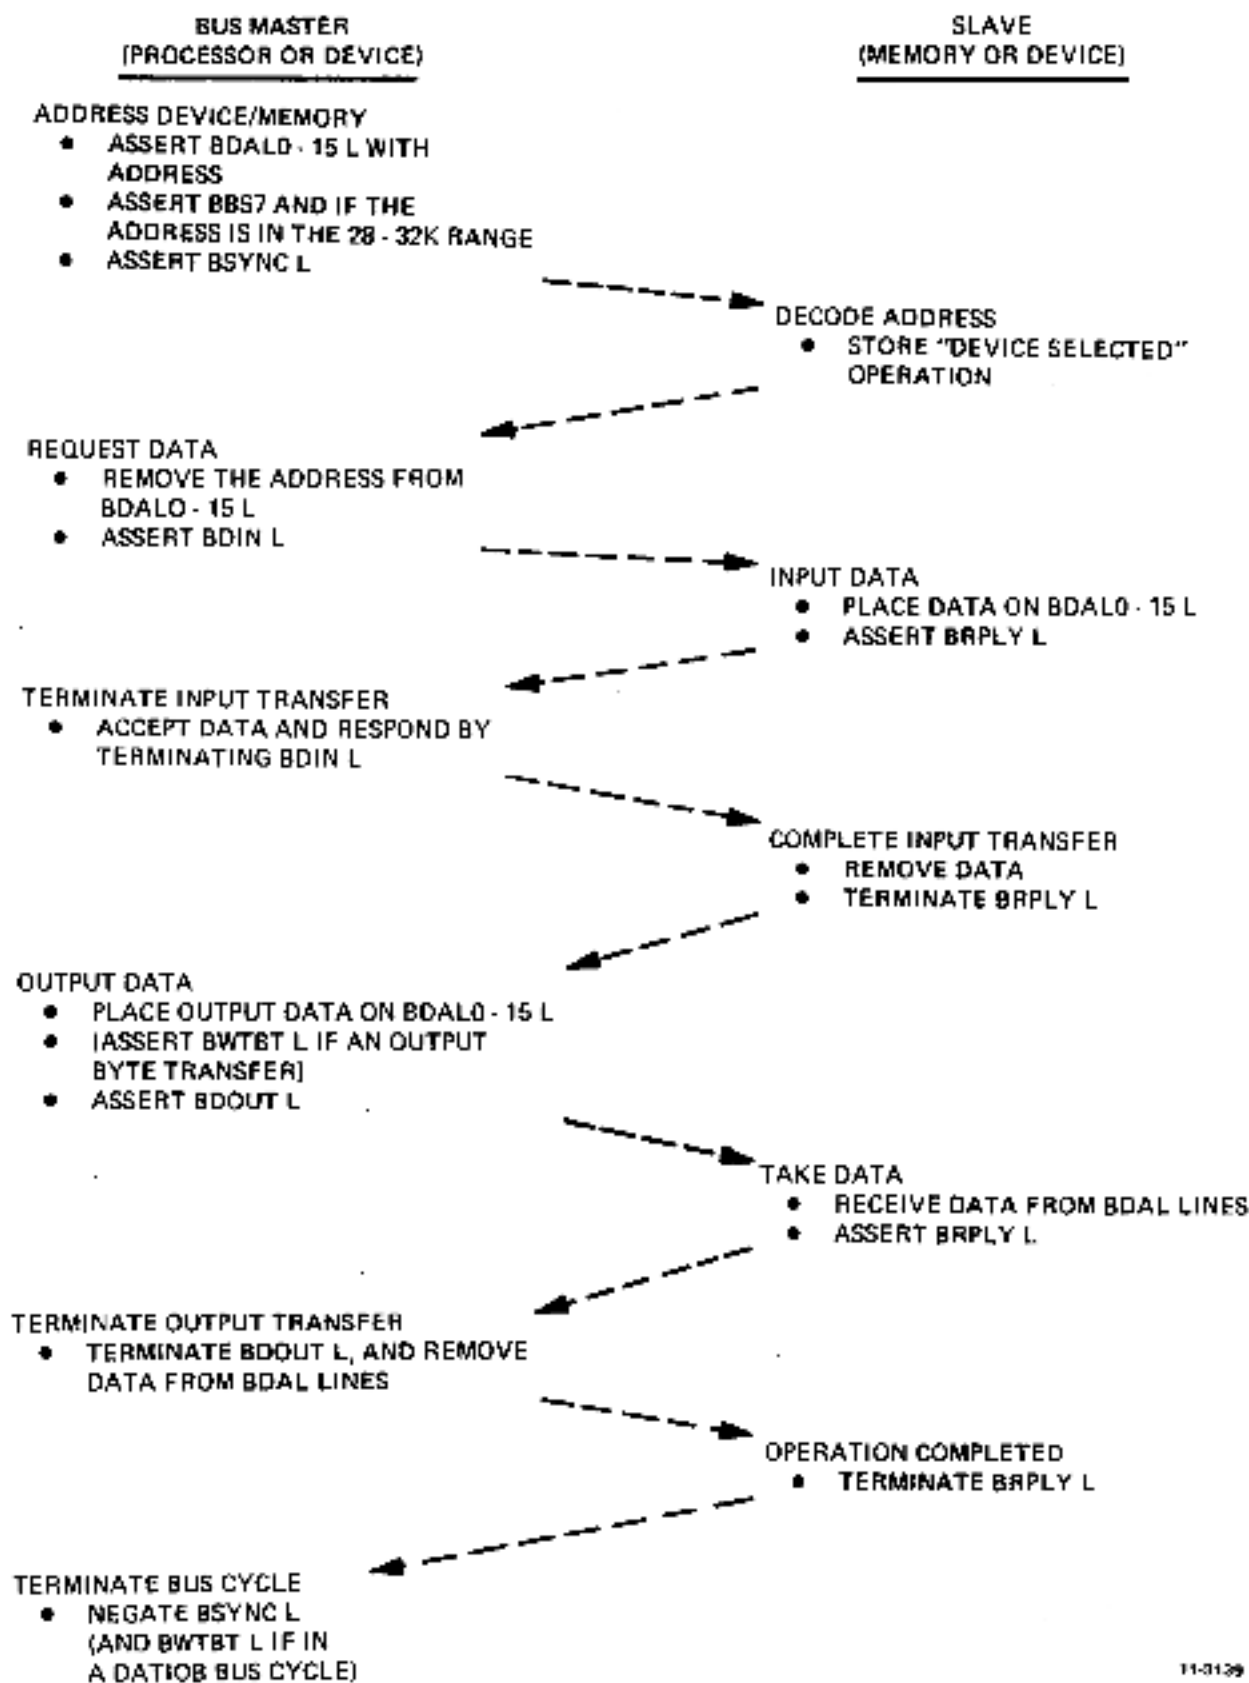 BUS MASTER
(PROCESSOR OR DEVICE)
SLAVE
(MEMORY OR DEVICE)
ADDRESS DEVICE/MEMORY
• ASSERT BDAL0 - 15 L WITH
ADDRESS
• ASSERT BBS7 AND IF THE
ADDRESS IS IN THE 28 - 32K RANGE
• ASSERT BSYNC L
DECODE ADDRESS
• STORE "DEVICE SELECTED"
OPERATION
REQUEST DATA
• REMOVE THE ADDRESS FROM
BDAL0 - 15 L
• ASSERT BDIN L
INPUT DATA
• PLACE DATA ON BDAL0 - 15 L
• ASSERT BRPLY L
TERMINATE INPUT TRANSFER
• ACCEPT DATA AND RESPOND BY
TERMINATING BDIN L
COMPLETE INPUT TRANSFER
• REMOVE DATA
• TERMINATE BRPLY L
OUTPUT DATA
• PLACE OUTPUT DATA ON BDAL0 - 15 L
• (ASSERT BWTBT L IF AN OUTPUT
BYTE TRANSFER)
• ASSERT BDOUT L
TAKE DATA
• RECEIVE DATA FROM BDAL LINES
• ASSERT BRPLY L
TERMINATE OUTPUT TRANSFER
• TERMINATE BDOUT L, AND REMOVE
DATA FROM BDAL LINES
OPERATION COMPLETED
• TERMINATE BRPLY L
TERMINATE BUS CYCLE
• NEGATE BSYNC L
(AND BWTBT L IF IN
A DATIOB BUS CYCLE)
11-3139